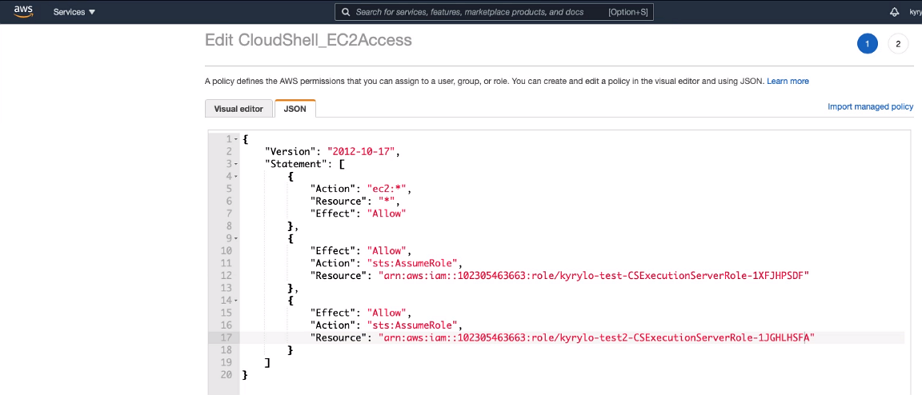 aws
Services ▼
Search for services, features, marketplace products, and docs [Option+S]
kyry
Edit CloudShell_EC2Access
1 2
A policy defines the AWS permissions that you can assign to a user, group, or role. You can create and edit a policy in the visual editor and using JSON. Learn more
Visual editor JSON
Import managed policy
1 {
2 "Version": "2012-10-17",
3 "Statement": [
4 {
5 "Action": "ec2:*",
6 "Resource": "*",
7 "Effect": "Allow"
8 },
9 {
10 "Effect": "Allow",
11 "Action": "sts:AssumeRole",
12 "Resource": "arn:aws:iam::102305463663:role/kyrylo-test-CSExecutionServerRole-1XFJHPSDF"
13 },
14 {
15 "Effect": "Allow",
16 "Action": "sts:AssumeRole",
17 "Resource": "arn:aws:iam::102305463663:role/kyrylo-test2-CSExecutionServerRole-1JGHLHSFA"
18 }
19 ]
20 }